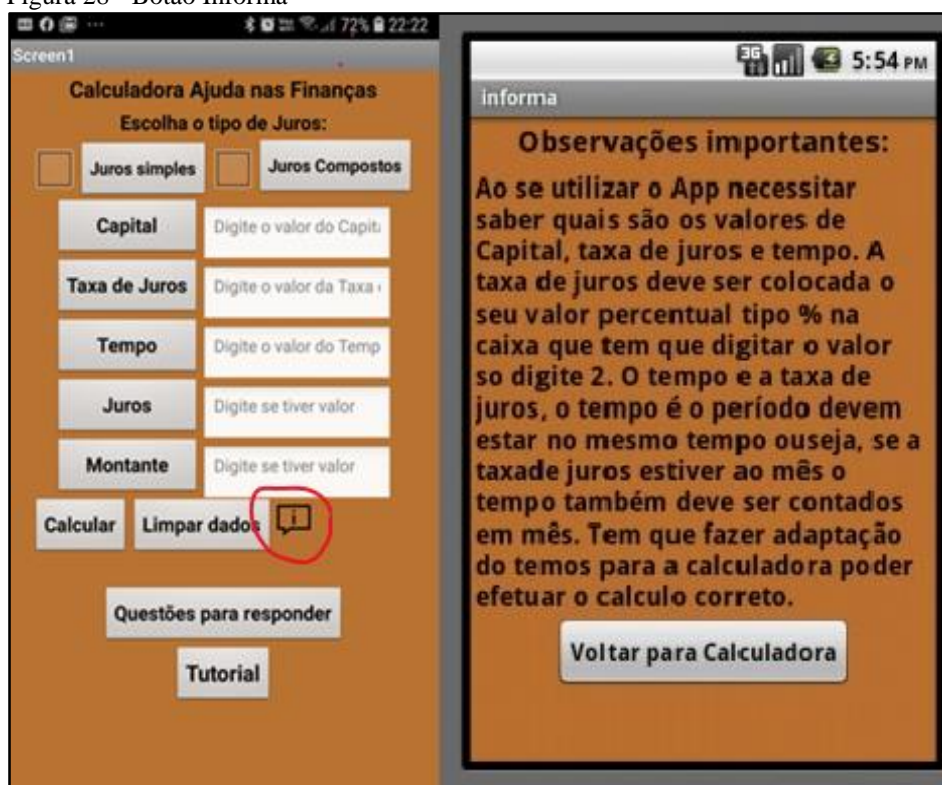 Figura 28 - Botão Informa
72% 22:22
Screen1
Calculadora Ajuda nas Finanças
Escolha o tipo de Juros:
Juros simples
Juros Compostos
Capital
Digite o valor do Capita
Taxa de Juros
Digite o valor da Taxa
Tempo
Digite o valor do Temp
Juros
Digite se tiver valor
Montante
Digite se tiver valor
Calcular
Limpar dados
Questões para responder
Tutorial
3G 5:54 PM
informa
Observações importantes:
Ao se utilizar o App necessitar
saber quais são os valores de
Capital, taxa de juros e tempo. A
taxa de juros deve ser colocada o
seu valor percentual tipo % na
caixa que tem que digitar o valor
so digite 2. O tempo e a taxa de
juros, o tempo é o período devem
estar no mesmo tempo ouseja, se a
taxade juros estiver ao mês o
tempo também deve ser contados
em mês. Tem que fazer adaptação
do temos para a calculadora poder
efetuar o calculo correto.
Voltar para Calculadora